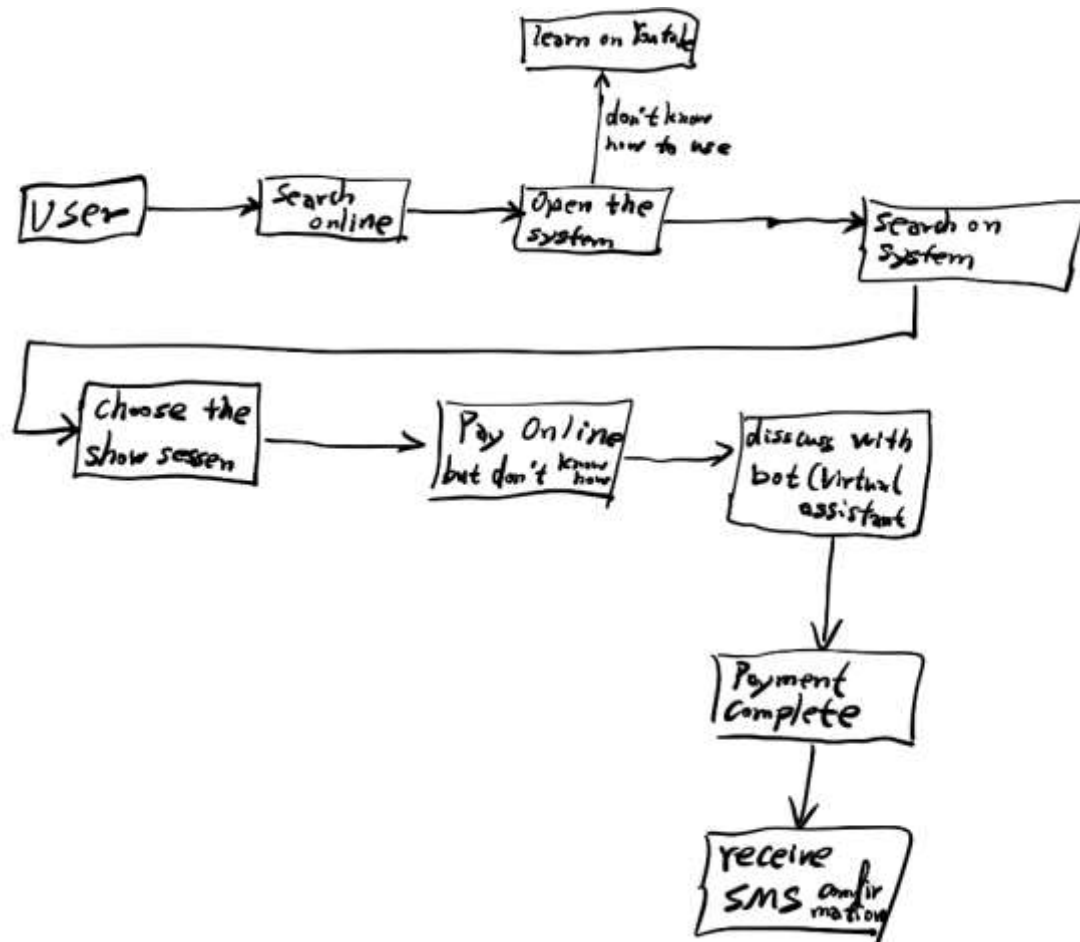 learn on Youtube
don't know
how to use
User
Search
online
Open the
system
Search on
system
Choose the
show sessen
Pay Online
but don't know
how
disscuss with
bot (Virtual
assistant
Payment
complete
receive
SMS confir
mation